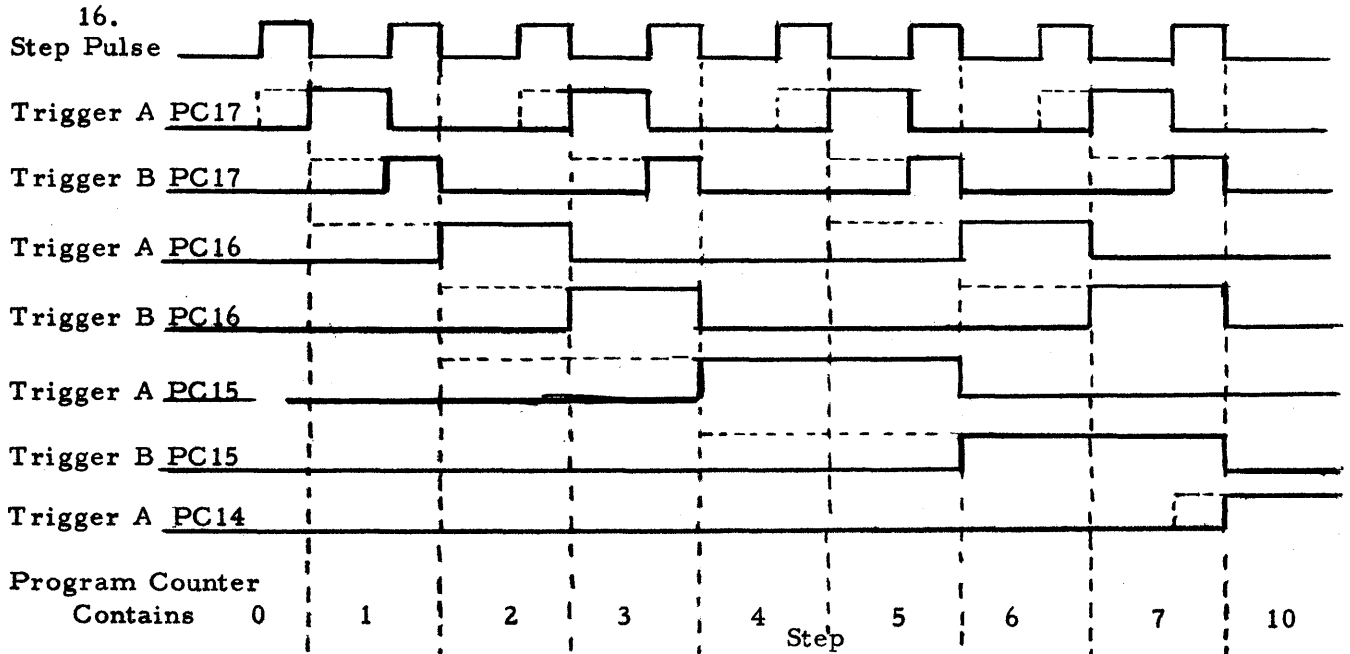 16.
Step Pulse
Trigger A PC17
Trigger B PC17
Trigger A PC16
Trigger B PC16
Trigger A PC15
Trigger B PC15
Trigger A PC14
Program Counter
Contains 0 1 2 3 4 5 6 7 10
Step